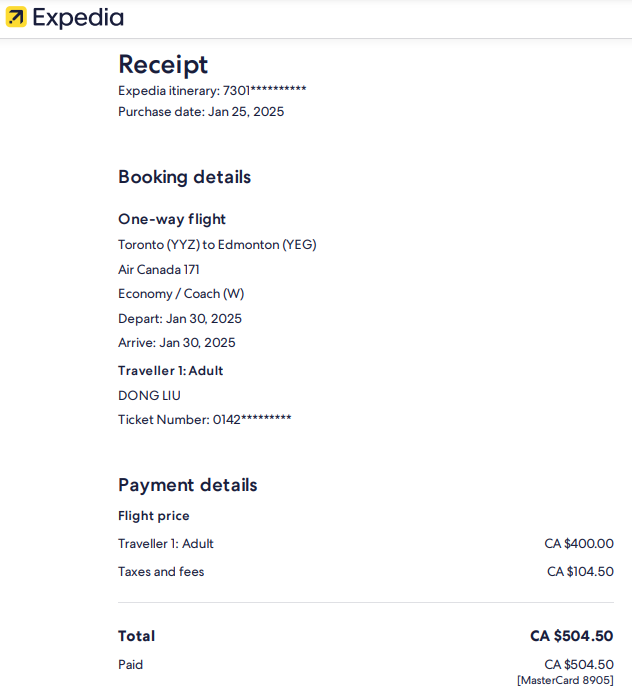 Expedia
Receipt
Expedia itinerary: 7301**********
Purchase date: Jan 25, 2025
Booking details
One-way flight
Toronto (YYZ) to Edmonton (YEG)
Air Canada 171
Economy / Coach (W)
Depart: Jan 30, 2025
Arrive: Jan 30, 2025
Traveller 1: Adult
DONG LIU
Ticket Number: 0142*********
Payment details
Flight price
Traveller 1: Adult CA $400.00
Taxes and fees CA $104.50
Total CA $504.50
Paid CA $504.50
[MasterCard 8905]